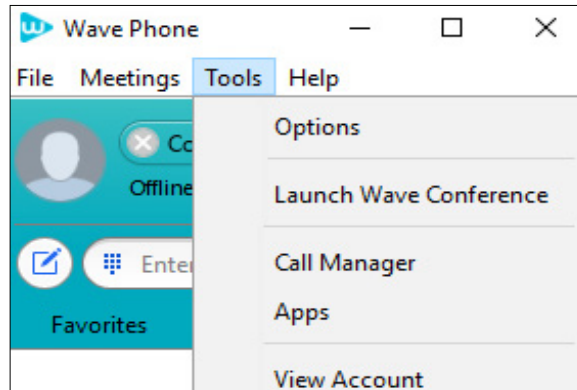 Wave Phone
File Meetings Tools Help
Options
Offline
Launch Wave Conference
Call Manager
Apps
Favorites
View Account